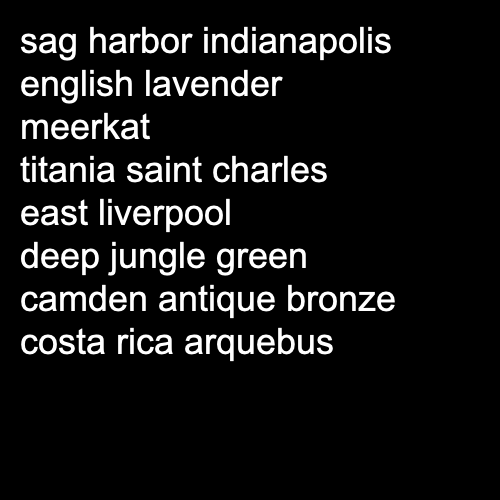 sag harbor indianapolis
english lavender
meerkat
titania saint charles
east liverpool
deep jungle green
camden antique bronze
costa rica arquebus